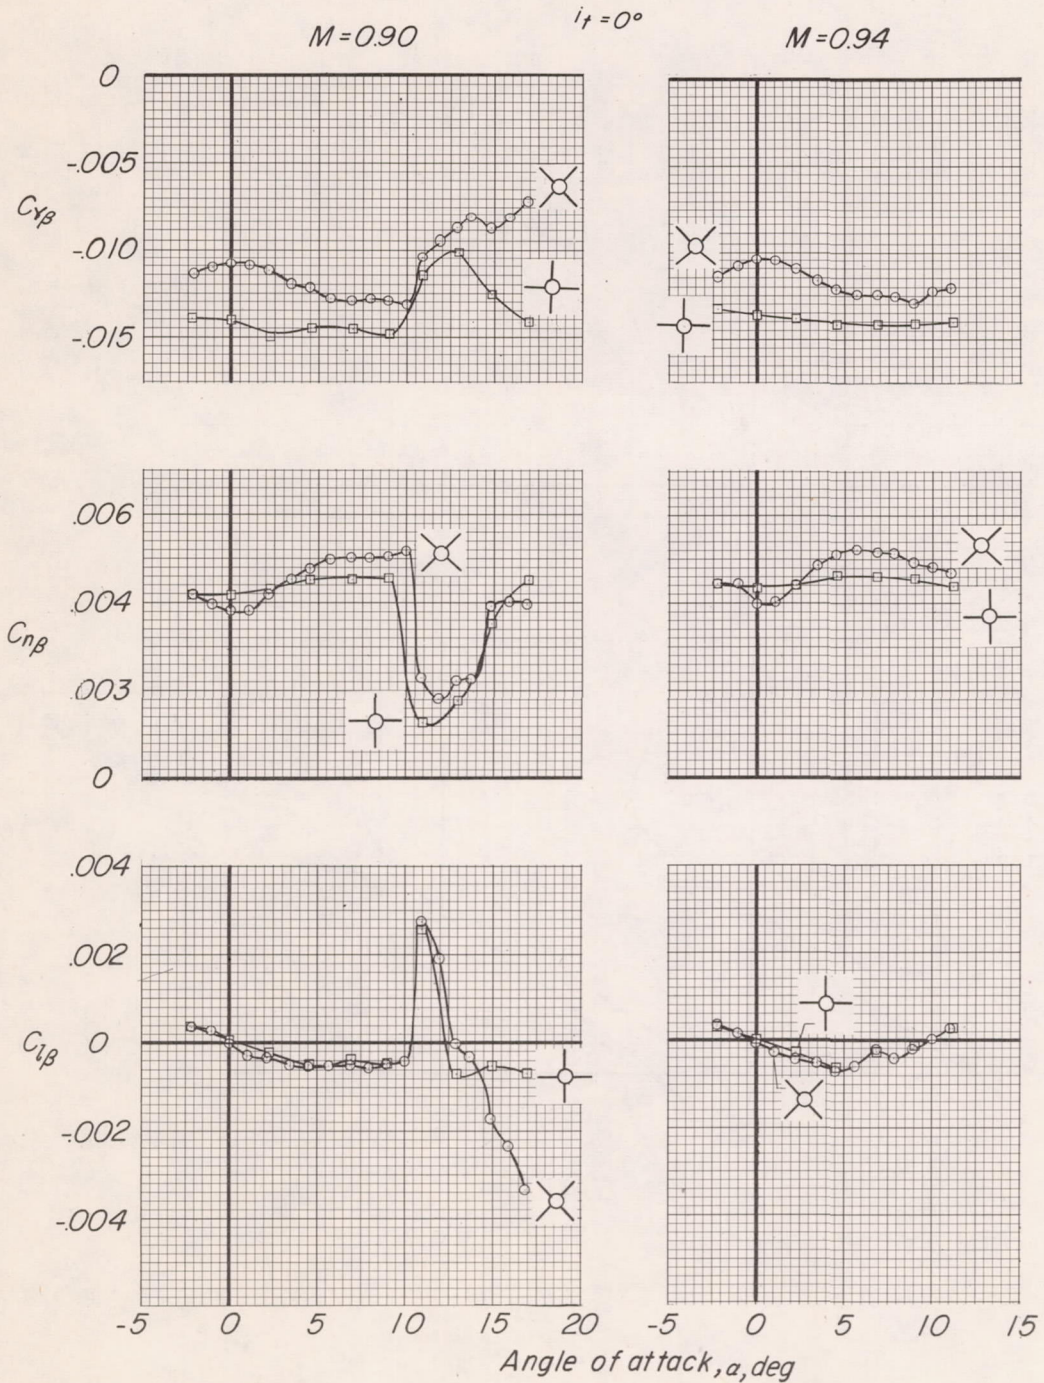 i_t = 0°
M = 0.90
M = 0.94
0
-.005
-.010
-.015
C_Yβ
.006
.004
.003
0
C_nβ
.004
.002
0
-.002
-.004
C_lβ
-5 0 5 10 15 20
-5 0 5 10 15
Angle of attack, α, deg